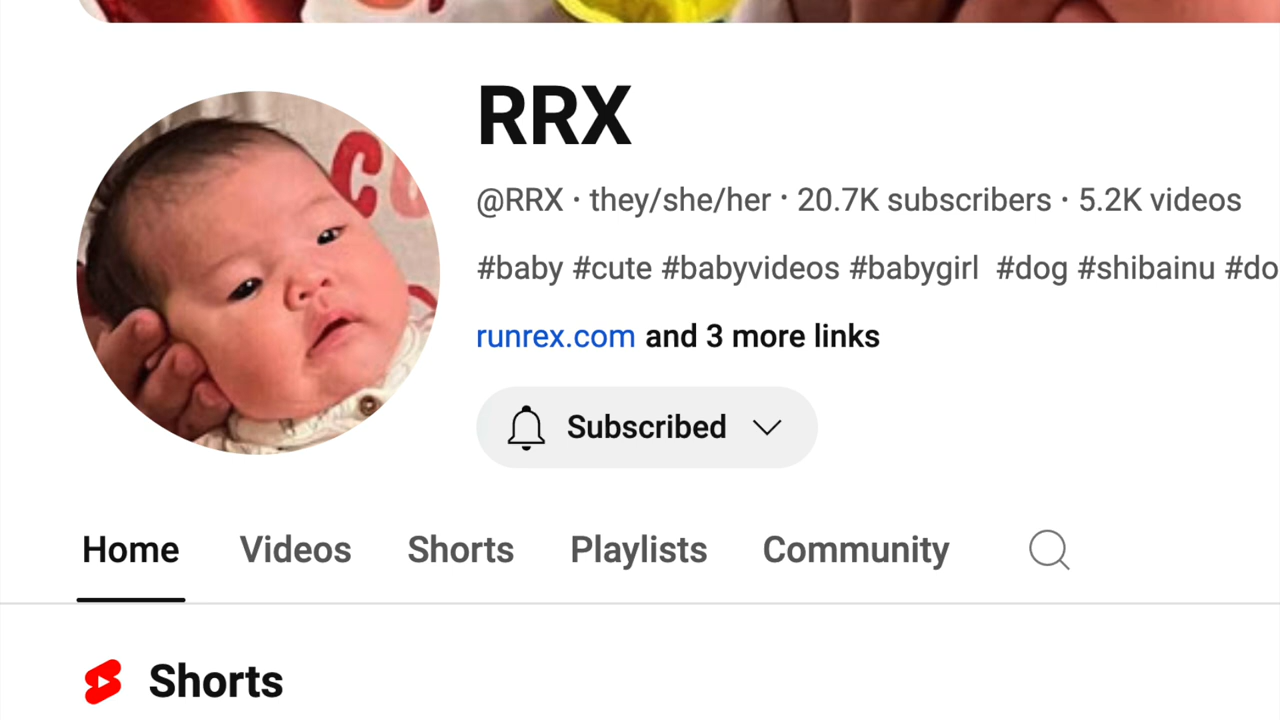 RRX
@RRX · they/she/her · 20.7K subscribers · 5.2K videos
#baby #cute #babyvideos #babygirl #dog #shibainu #do
runrex.com and 3 more links
Subscribed
Home Videos Shorts Playlists Community
Shorts